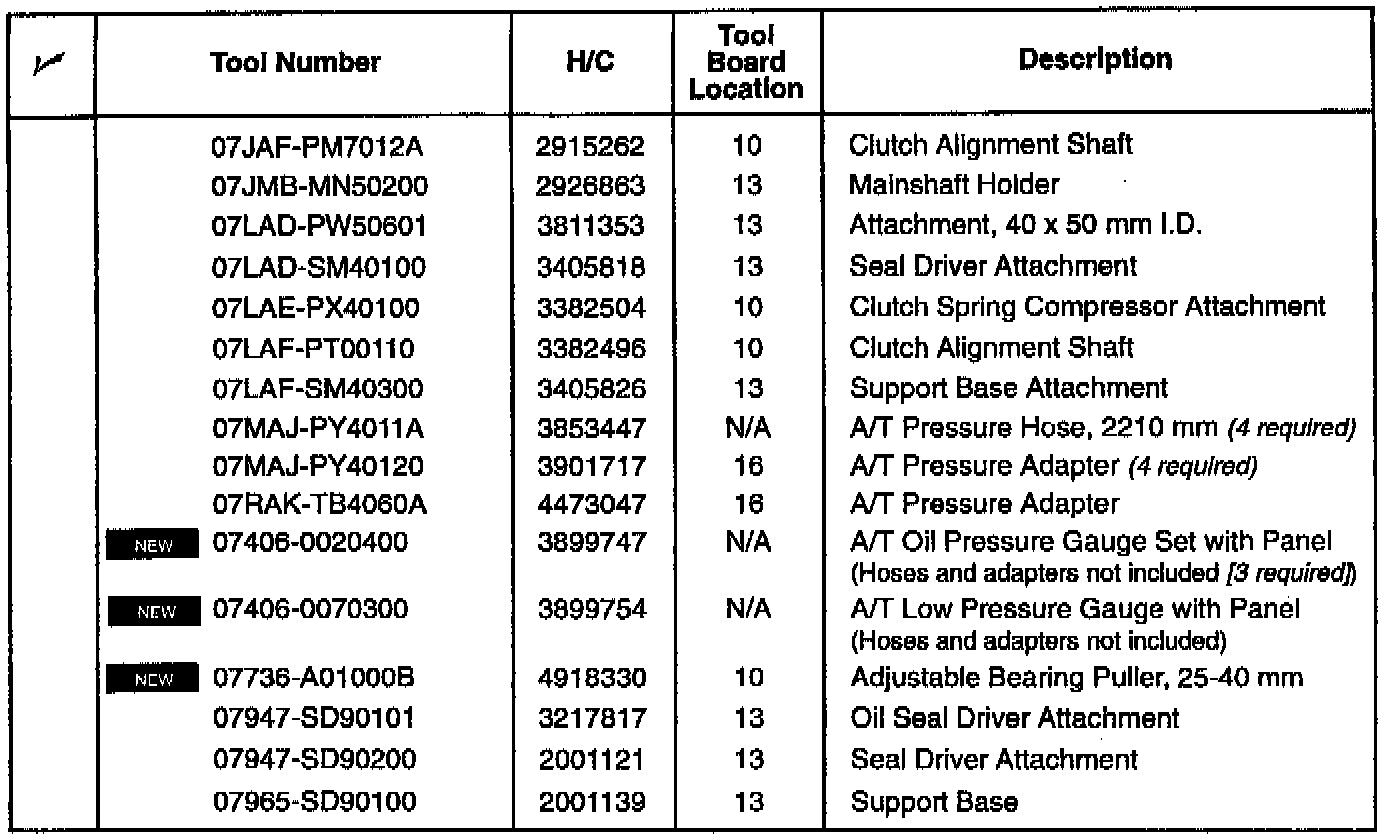 ✓ Tool Number H/C Tool Board Location Description
07JAF-PM7012A 2915262 10 Clutch Alignment Shaft
07JMB-MN50200 2926863 13 Mainshaft Holder
07LAD-PW50601 3811353 13 Attachment, 40 x 50 mm I.D.
07LAD-SM40100 3405818 13 Seal Driver Attachment
07LAE-PX40100 3382504 10 Clutch Spring Compressor Attachment
07LAF-PT00110 3382496 10 Clutch Alignment Shaft
07LAF-SM40300 3405826 13 Support Base Attachment
07MAJ-PY4011A 3853447 N/A A/T Pressure Hose, 2210 mm (4 required)
07MAJ-PY40120 3901717 16 A/T Pressure Adapter (4 required)
07RAK-TB4060A 4473047 16 A/T Pressure Adapter
NEW 07406-0020400 3899747 N/A A/T Oil Pressure Gauge Set with Panel
(Hoses and adapters not included [3 required])
NEW 07406-0070300 3899754 N/A A/T Low Pressure Gauge with Panel
(Hoses and adapters not included)
NEW 07736-A01000B 4918330 10 Adjustable Bearing Puller, 25-40 mm
07947-SD90101 3217817 13 Oil Seal Driver Attachment
07947-SD90200 2001121 13 Seal Driver Attachment
07965-SD90100 2001139 13 Support Base